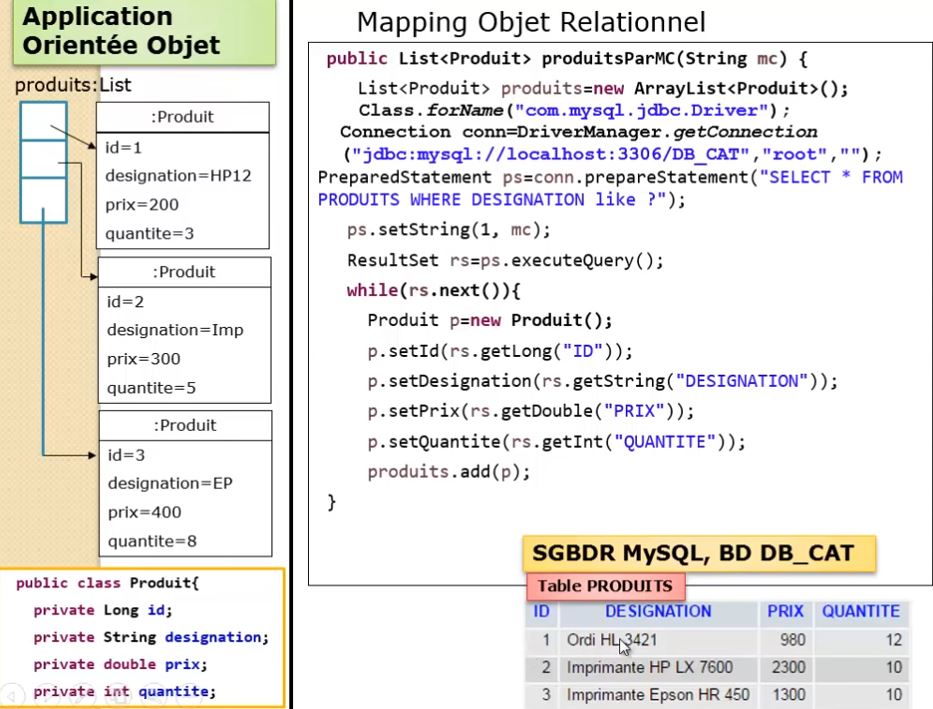 Application
Orientée Objet
produits:List
:Produit
id=1
designation=HP12
prix=200
quantite=3
:Produit
id=2
designation=Imp
prix=300
quantite=5
:Produit
id=3
designation=EP
prix=400
quantite=8
public class Produit{
private Long id;
private String designation;
private double prix;
private int quantite;
Mapping Objet Relationnel
public List<Produit> produitsParMC(String mc) {
List<Produit> produits=new ArrayList<Produit>();
Class.forName("com.mysql.jdbc.Driver");
Connection conn=DriverManager.getConnection
("jdbc:mysql://localhost:3306/DB_CAT","root","");
PreparedStatement ps=conn.prepareStatement("SELECT * FROM
PRODUITS WHERE DESIGNATION like ?");
ps.setString(1, mc);
ResultSet rs=ps.executeQuery();
while(rs.next()){
Produit p=new Produit();
p.setId(rs.getLong("ID"));
p.setDesignation(rs.getString("DESIGNATION"));
p.setPrix(rs.getDouble("PRIX"));
p.setQuantite(rs.getInt("QUANTITE"));
produits.add(p);
}
SGBDR MySQL, BD DB_CAT
Table PRODUITS
ID DESIGNATION PRIX QUANTITE
1 Ordi HL 3421 980 12
2 Imprimante HP LX 7600 2300 10
3 Imprimante Epson HR 450 1300 10